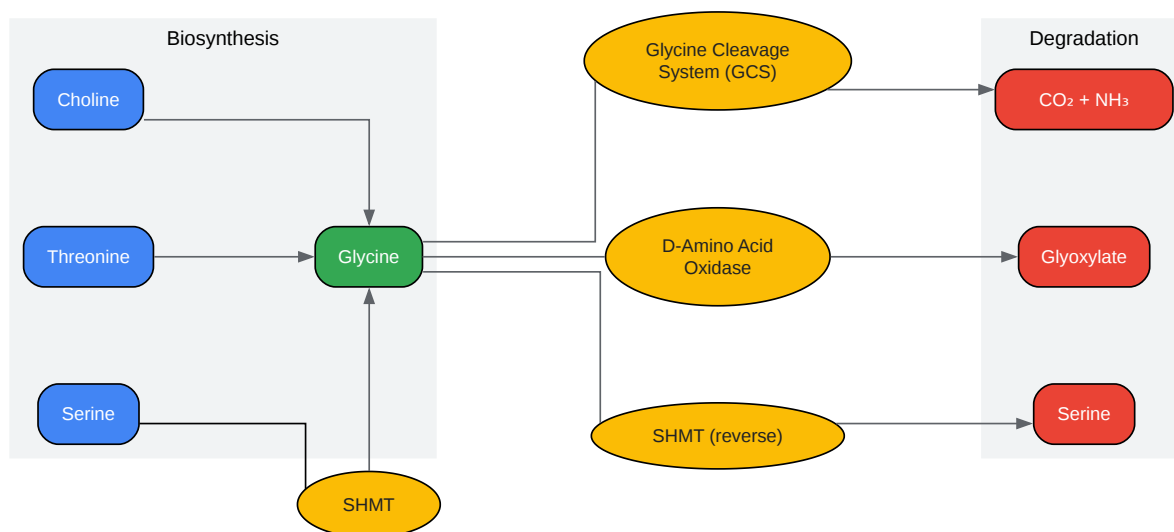 Biosynthesis
Degradation
Glycine Cleavage
System (GCS)
Choline
CO₂ + NH₃
Threonine
Glycine
D-Amino Acid
Oxidase
Glyoxylate
Serine
SHMT (reverse)
Serine
SHMT